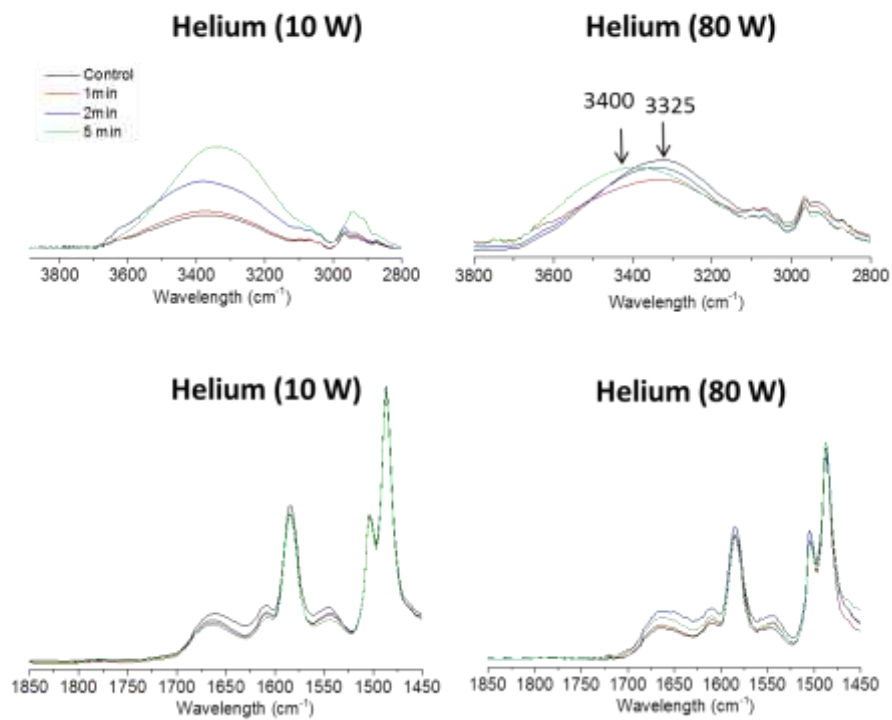 Helium (10 W)
Helium (80 W)
Control
1min
2min
5 min
3400
3325
3800
3600
3400
3200
3000
2800
Wavelength (cm-1)
3800
3600
3400
3200
3000
2800
Wavelength (cm-1)
Helium (10 W)
Helium (80 W)
1850
1800
1750
1700
1650
1600
1550
1500
1450
Wavelength (cm-1)
1850
1800
1750
1700
1650
1600
1550
1500
1450
Wavelength (cm-1)